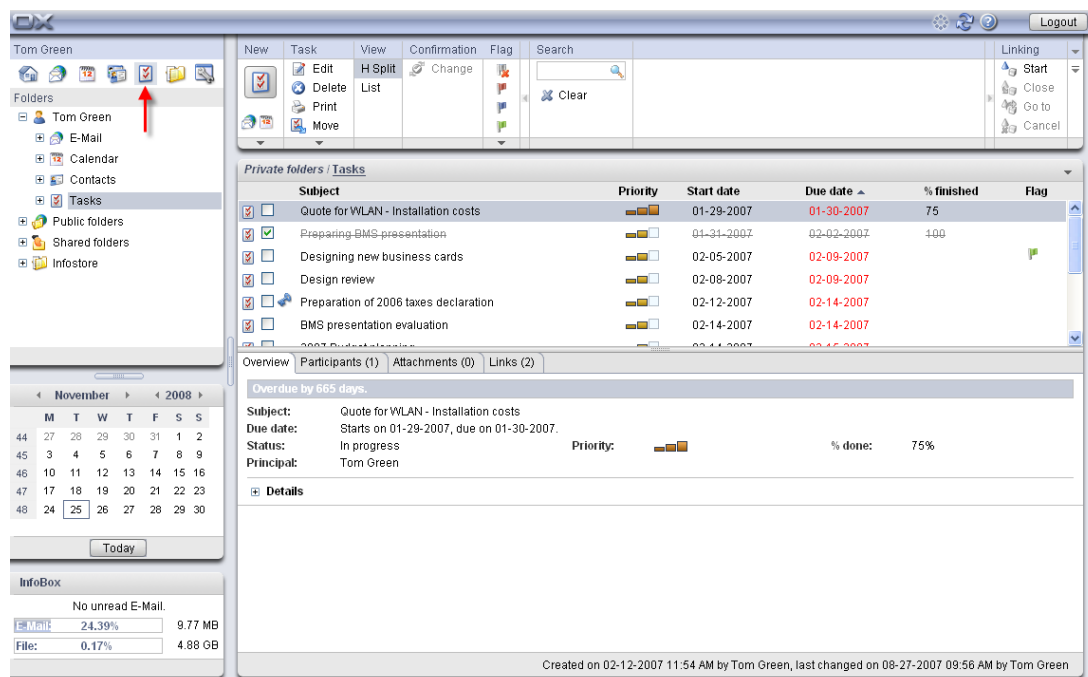 OX
Logout
Tom Green
Folders
Tom Green
E-Mail
Calendar
Contacts
Tasks
Public folders
Shared folders
Infostore
New Task View Confirmation Flag Search Linking
Edit H Split Change Start
Delete List Clear Close
Print Go to
Move Cancel
Private folders / Tasks
Subject Priority Start date Due date % finished Flag
Quote for WLAN - Installation costs 01-29-2007 01-30-2007 75
Preparing BMS presentation 01-31-2007 02-02-2007 100
Designing new business cards 02-05-2007 02-09-2007
Design review 02-08-2007 02-09-2007
Preparation of 2006 taxes declaration 02-12-2007 02-14-2007
BMS presentation evaluation 02-14-2007 02-14-2007
2007 Budget planning 02-14-2007 02-15-2007
Overview Participants (1) Attachments (0) Links (2)
Overdue by 665 days.
Subject: Quote for WLAN - Installation costs
Due date: Starts on 01-29-2007, due on 01-30-2007.
Status: In progress Priority: % done: 75%
Principal: Tom Green
Details
Created on 02-12-2007 11:54 AM by Tom Green, last changed on 08-27-2007 09:56 AM by Tom Green
November 2008
M T W T F S S
44 27 28 29 30 31 1 2
45 3 4 5 6 7 8 9
46 10 11 12 13 14 15 16
47 17 18 19 20 21 22 23
48 24 25 26 27 28 29 30
Today
InfoBox
No unread E-Mail.
E-Mail: 24.39% 9.77 MB
File: 0.17% 4.88 GB